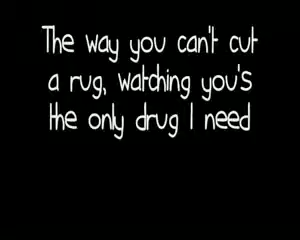 The way you can't cut
a rug, watching you's
the only drug I need